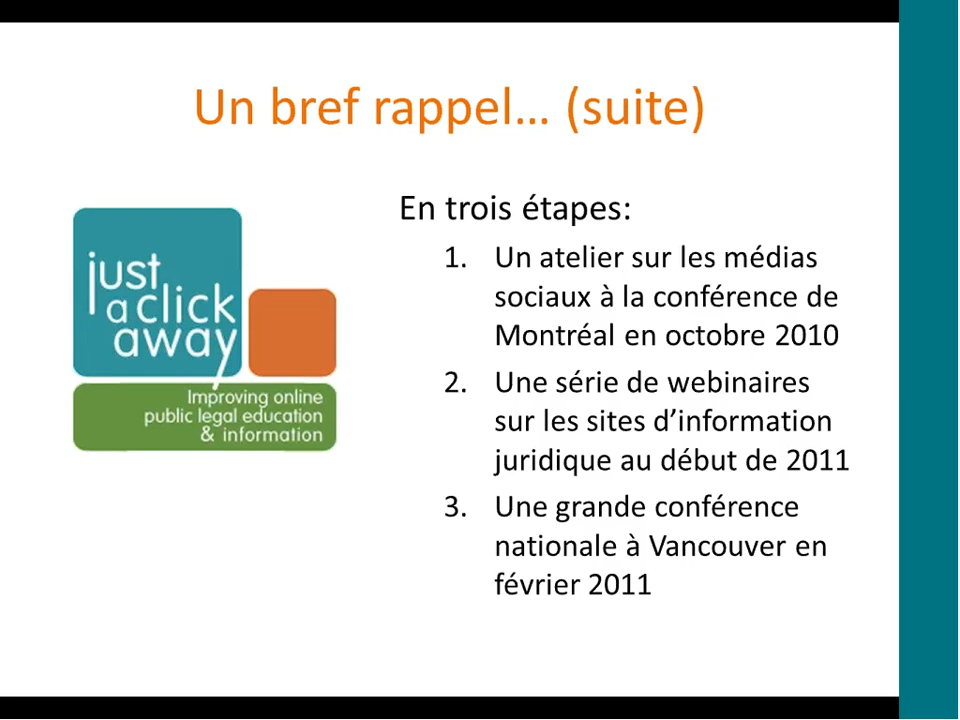 Un bref rappel... (suite)
just
a click
away
Improving online
public legal education
& information
En trois étapes:
1. Un atelier sur les médias
sociaux à la conférence de
Montréal en octobre 2010
2. Une série de webinaires
sur les sites d’information
juridique au début de 2011
3. Une grande conférence
nationale à Vancouver en
février 2011